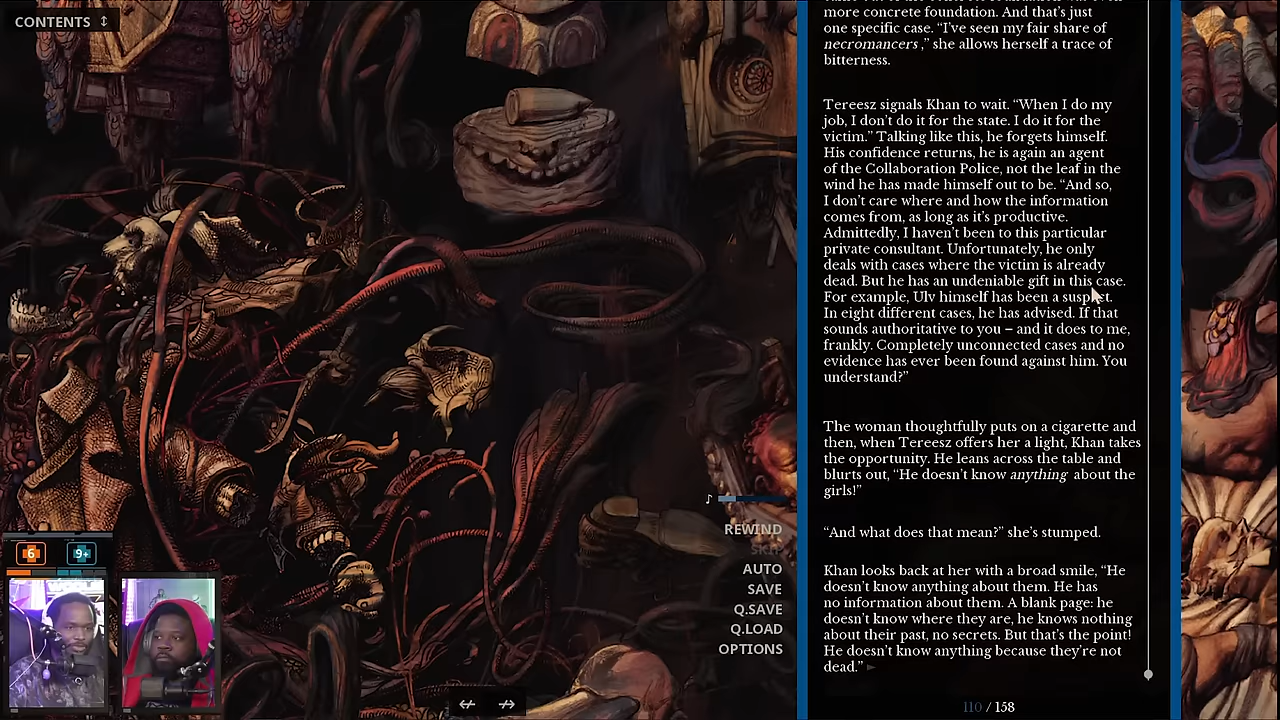 CONTENTS
more concrete foundation. And that’s just
one specific case. “I’ve seen my fair share of
necromancers ,” she allows herself a trace of
bitterness.
Tereesz signals Khan to wait. “When I do my
job, I don’t do it for the state. I do it for the
victim.” Talking like this, he forgets himself.
His confidence returns, he is again an agent
of the Collaboration Police, not the leaf in the
wind he has made himself out to be. “And so,
I don’t care where and how the information
comes from, as long as it’s productive.
Admittedly, I haven’t been to this particular
private consultant. Unfortunately, he only
deals with cases where the victim is already
dead. But he has an undeniable gift in this case.
For example, Ulv himself has been a suspect.
In eight different cases, he has advised. If that
sounds authoritative to you – and it does to me,
frankly. Completely unconnected cases and no
evidence has ever been found against him. You
understand?”
The woman thoughtfully puts on a cigarette and
then, when Tereesz offers her a light, Khan takes
the opportunity. He leans across the table and
blurts out, “He doesn’t know anything about the
girls!”
“And what does that mean?” she’s stumped.
Khan looks back at her with a broad smile, “He
doesn’t know anything about them. He has
no information about them. A blank page: he
doesn’t know where they are, he knows nothing
about their past, no secrets. But that’s the point!
He doesn’t know anything because they’re not
dead.”
110 / 158
REWIND
SKIP
AUTO
SAVE
Q.SAVE
Q.LOAD
OPTIONS
6
9+